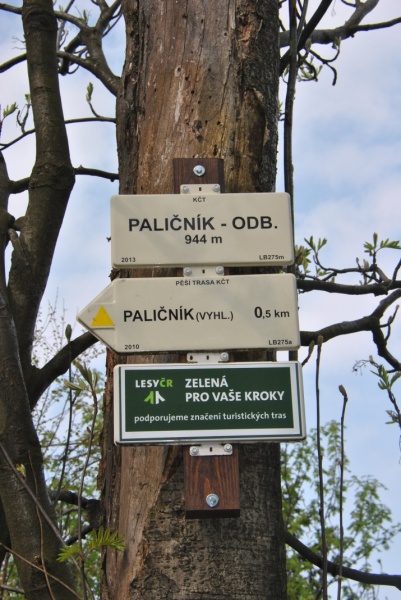 KČT
PALIČNÍK - ODB.
944 m
2013 LB275m
PĚŠÍ TRASA KČT
PALIČNÍK (VYHL.) 0,5 km
2010 LB275a
LESY ČR
ZELENÁ
PRO VAŠE KROKY
podporujeme značení turistických tras